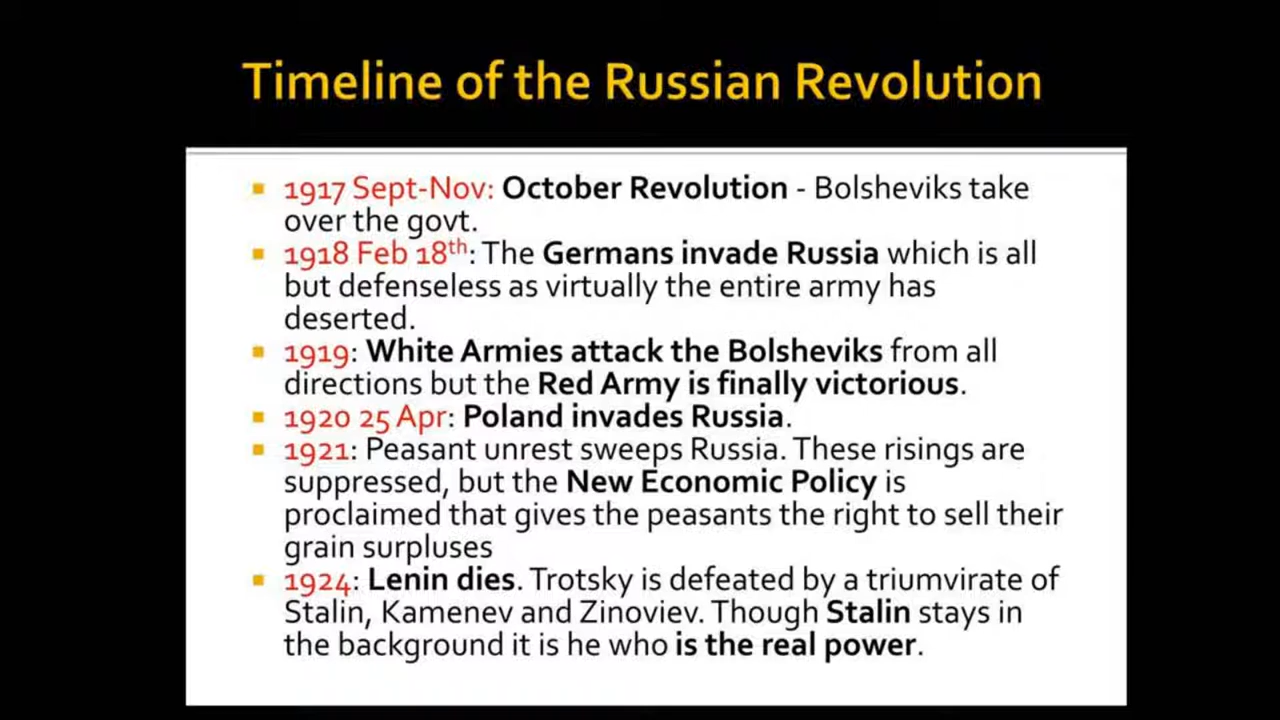 Timeline of the Russian Revolution
▪ 1917 Sept-Nov: October Revolution - Bolsheviks take
over the govt.
▪ 1918 Feb 18th: The Germans invade Russia which is all
but defenseless as virtually the entire army has
deserted.
▪ 1919: White Armies attack the Bolsheviks from all
directions but the Red Army is finally victorious.
▪ 1920 25 Apr: Poland invades Russia.
▪ 1921: Peasant unrest sweeps Russia. These risings are
suppressed, but the New Economic Policy is
proclaimed that gives the peasants the right to sell their
grain surpluses
▪ 1924: Lenin dies. Trotsky is defeated by a triumvirate of
Stalin, Kamenev and Zinoviev. Though Stalin stays in
the background it is he who is the real power.